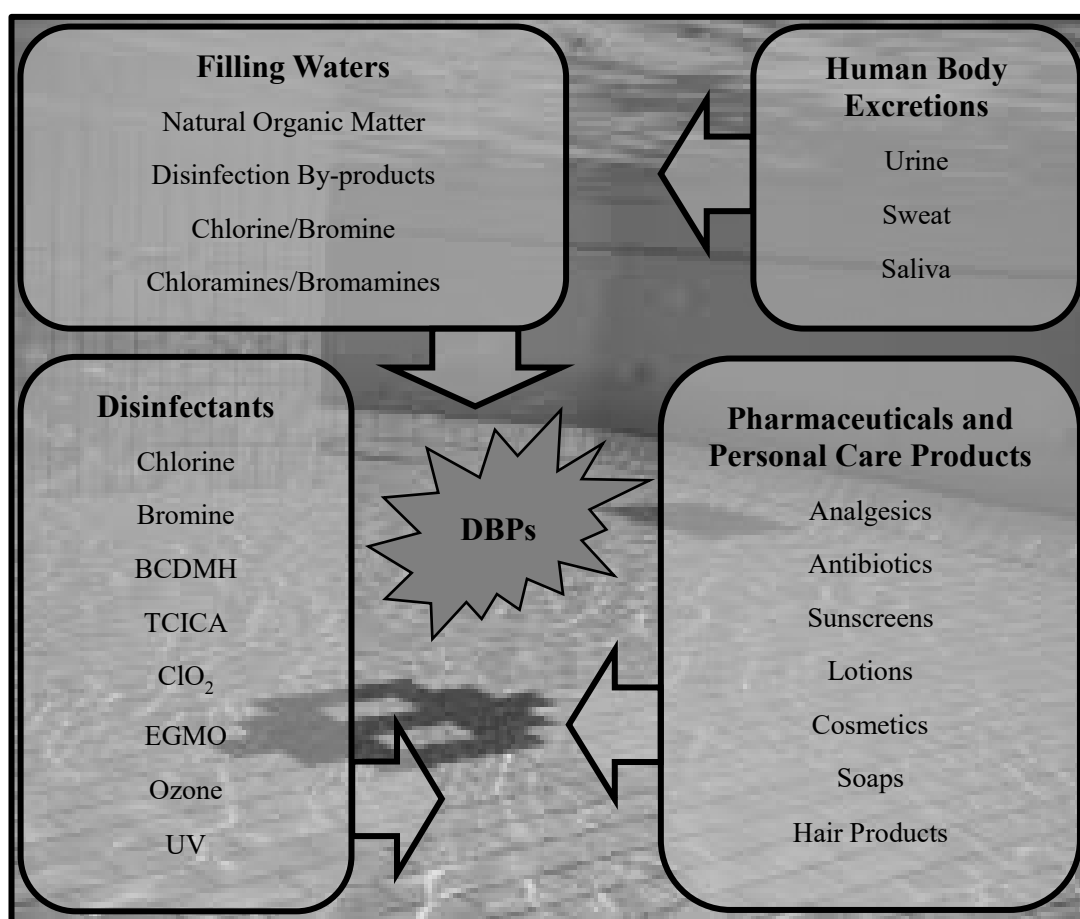 Filling Waters
Natural Organic Matter
Disinfection By-products
Chlorine/Bromine
Chloramines/Bromamines
Human Body
Excretions
Urine
Sweat
Saliva
Disinfectants
Chlorine
Bromine
BCDMH
TCICA
ClO₂
EGMO
Ozone
UV
DBPs
Pharmaceuticals and
Personal Care Products
Analgesics
Antibiotics
Sunscreens
Lotions
Cosmetics
Soaps
Hair Products